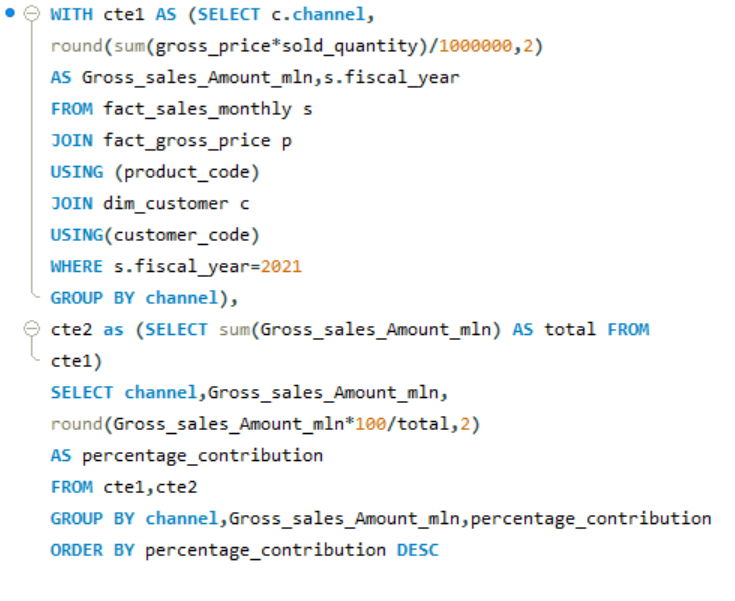 WITH cte1 AS (SELECT c.channel,
round(sum(gross_price*sold_quantity)/1000000,2)
AS Gross_sales_Amount_mln,s.fiscal_year
FROM fact_sales_monthly s
JOIN fact_gross_price p
USING (product_code)
JOIN dim_customer c
USING(customer_code)
WHERE s.fiscal_year=2021
GROUP BY channel),
cte2 as (SELECT sum(Gross_sales_Amount_mln) AS total FROM
cte1)
SELECT channel,Gross_sales_Amount_mln,
round(Gross_sales_Amount_mln*100/total,2)
AS percentage_contribution
FROM cte1,cte2
GROUP BY channel,Gross_sales_Amount_mln,percentage_contribution
ORDER BY percentage_contribution DESC